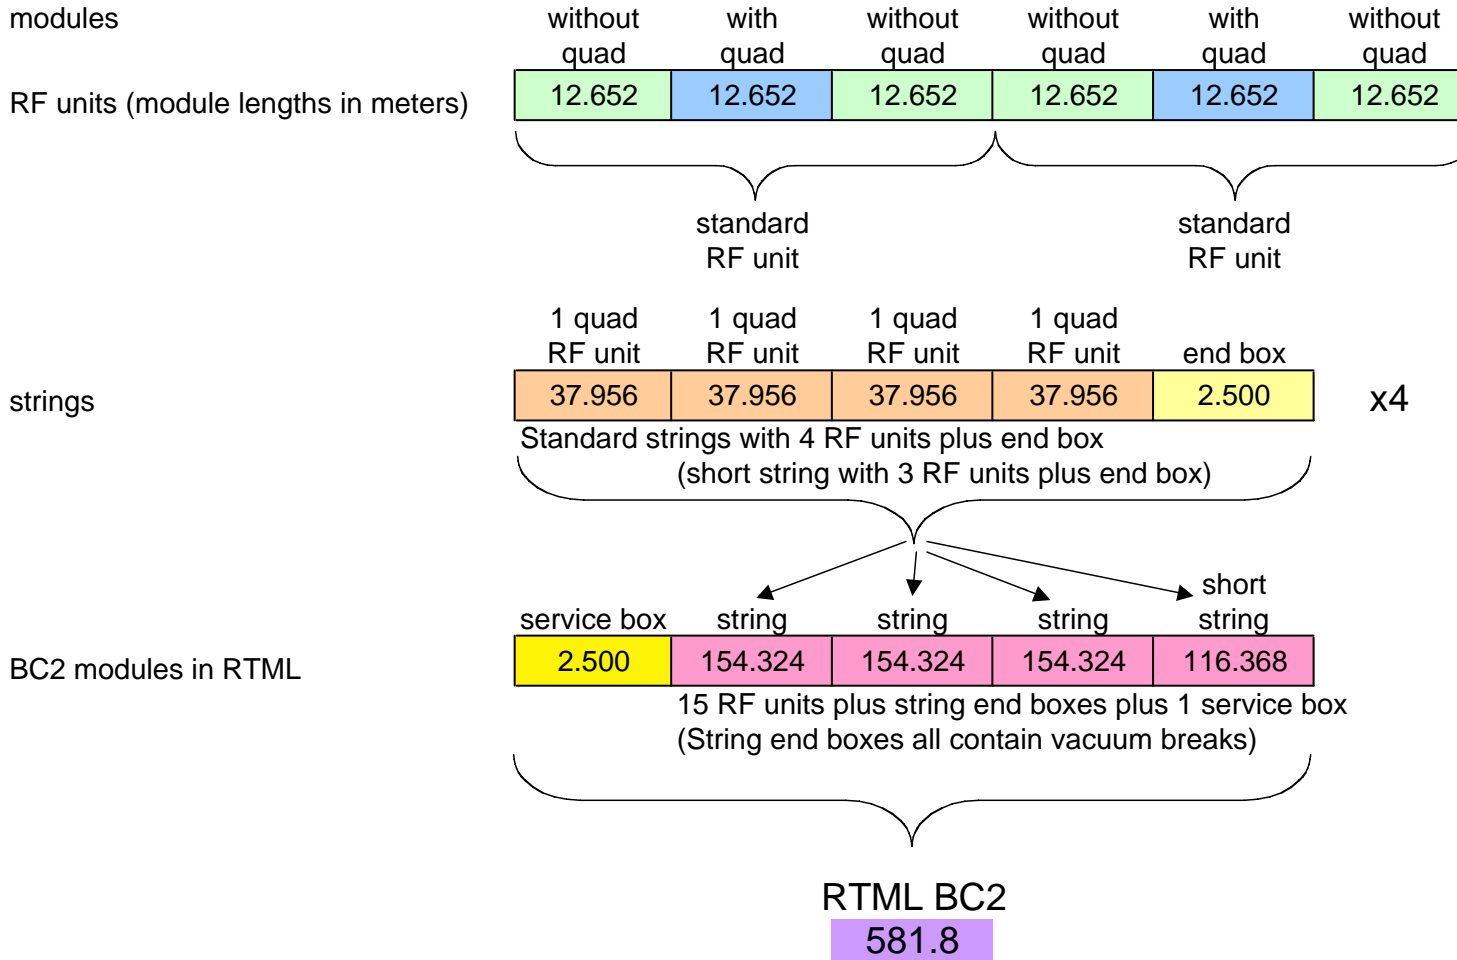 modules
without with without without with without
quad quad quad quad quad quad
RF units (module lengths in meters) 12.652 12.652 12.652 12.652 12.652 12.652
standard standard
RF unit RF unit
1 quad 1 quad 1 quad 1 quad
RF unit RF unit RF unit RF unit end box
strings 37.956 37.956 37.956 37.956 2.500 x4
Standard strings with 4 RF units plus end box
(short string with 3 RF units plus end box)
short
service box string string string string
BC2 modules in RTML 2.500 154.324 154.324 154.324 116.368
15 RF units plus string end boxes plus 1 service box
(String end boxes all contain vacuum breaks)
RTML BC2
581.8